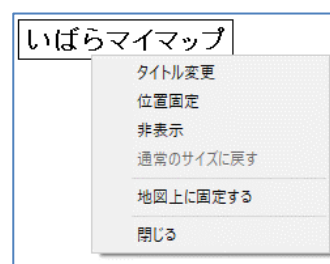 いばらマイマップ
タイトル変更
位置固定
非表示
通常のサイズに戻す
地図上に固定する
閉じる